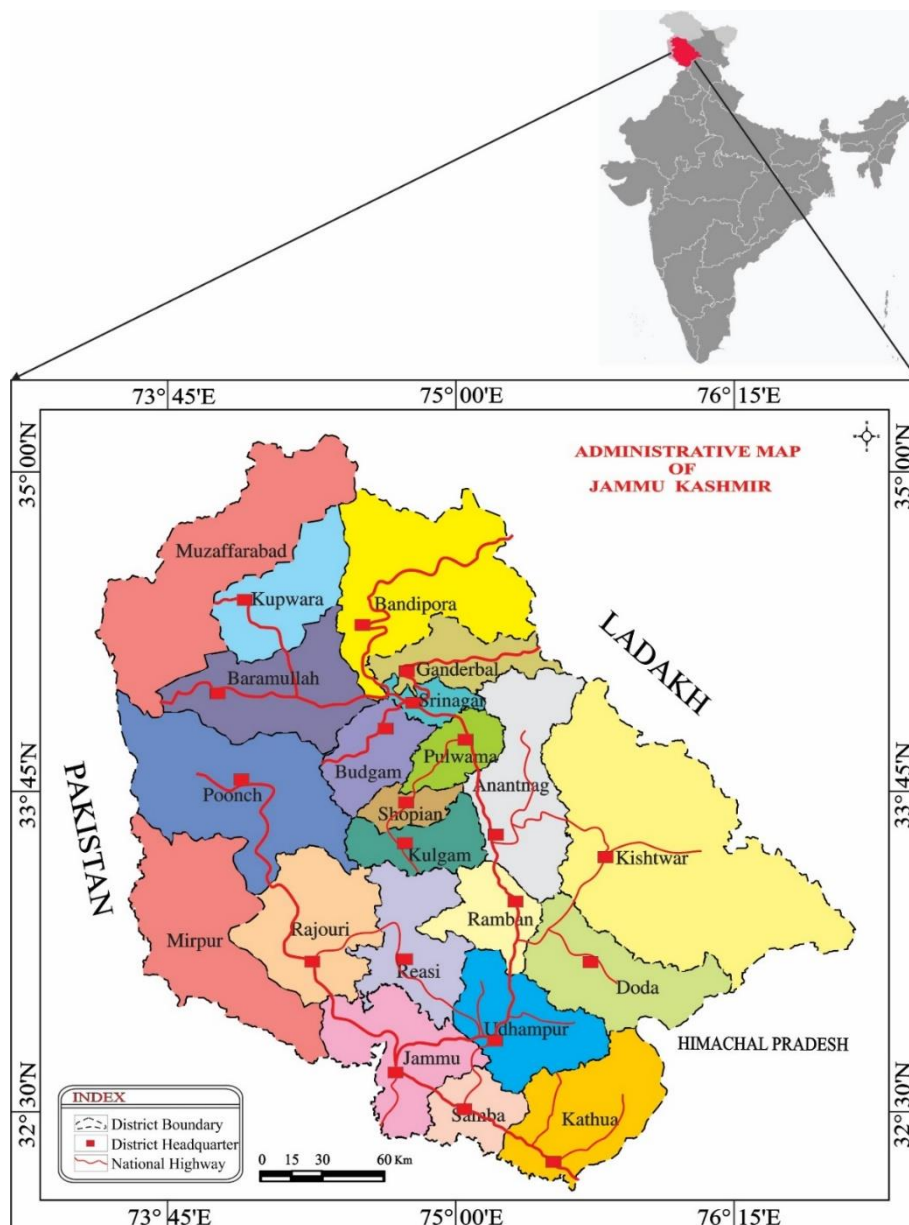 73°45'E 75°00'E 76°15'E
35°00'N
35°00'N
ADMINISTRATIVE MAP
OF
JAMMU KASHMIR
Muzaffarabad
Kupwara
Bandipora
LADAKH
Baramullah
Ganderbal
Srinagar
Pulwama
Budgam
Anantnag
33°45'N
33°45'N
PAKISTAN
Poonch
Shopian
Kulgam
Kishtwar
Mirpur
Rajouri
Ramban
Reasi
Doda
Udhampur
HIMACHAL PRADESH
Jammu
32°30'N
32°30'N
Samba
Kathua
INDEX
District Boundary
District Headquarter
National Highway
0 15 30 60 Km
73°45'E 75°00'E 76°15'E